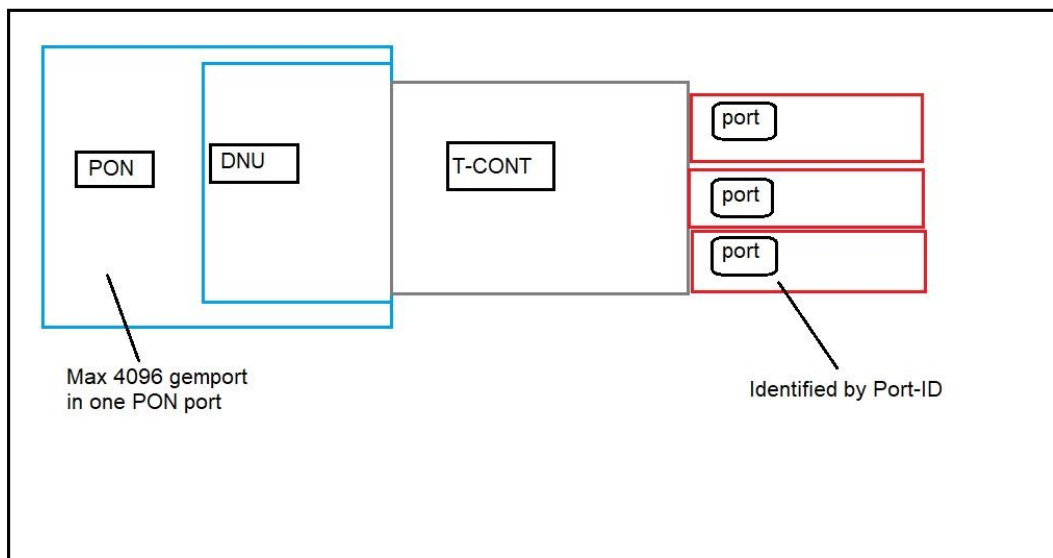 PON
DNU
T-CONT
port
port
port
Max 4096 gemport
in one PON port
Identified by Port-ID